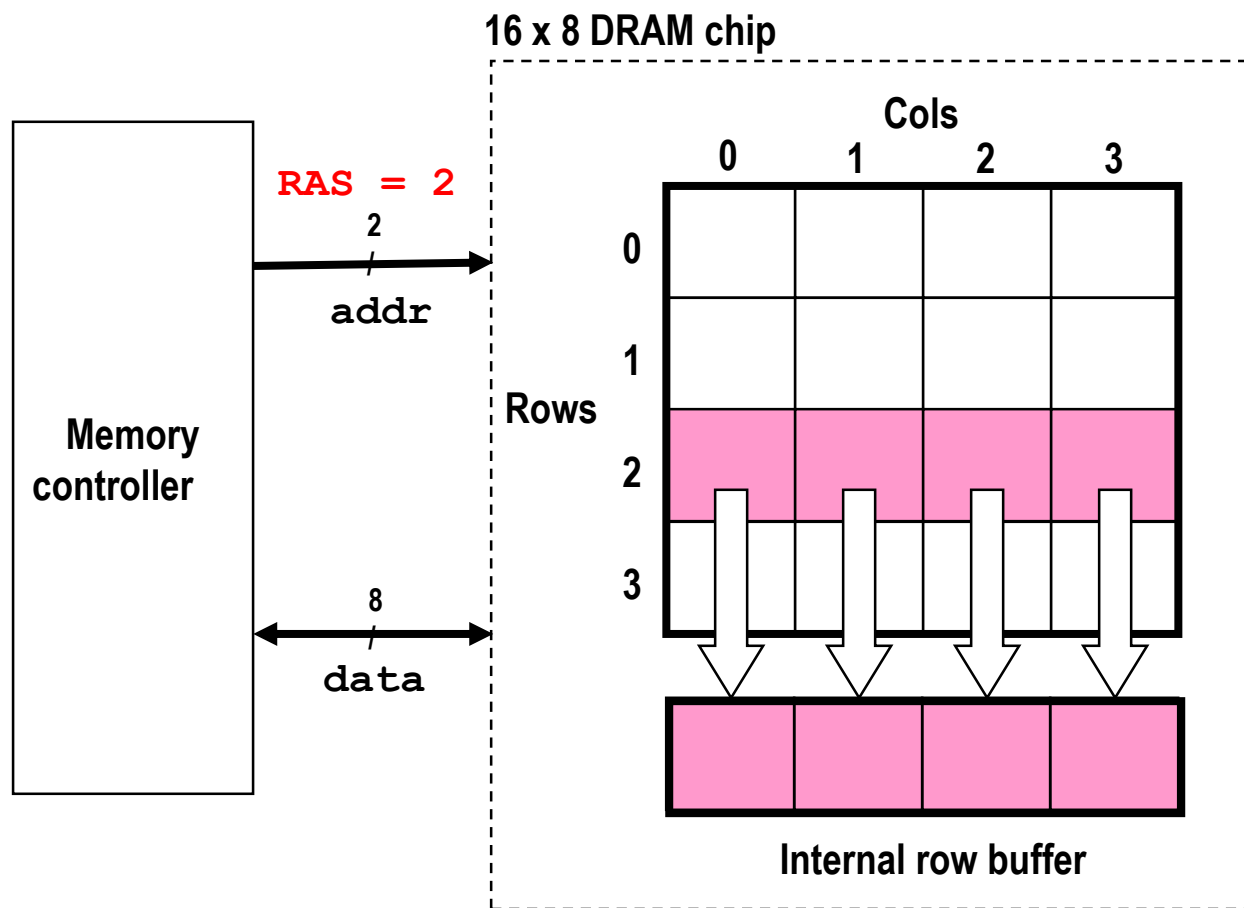 16 x 8 DRAM chip
Cols
0 1 2 3
RAS = 2
2
addr
0
1
Rows
2
3
Memory
controller
8
data
Internal row buffer